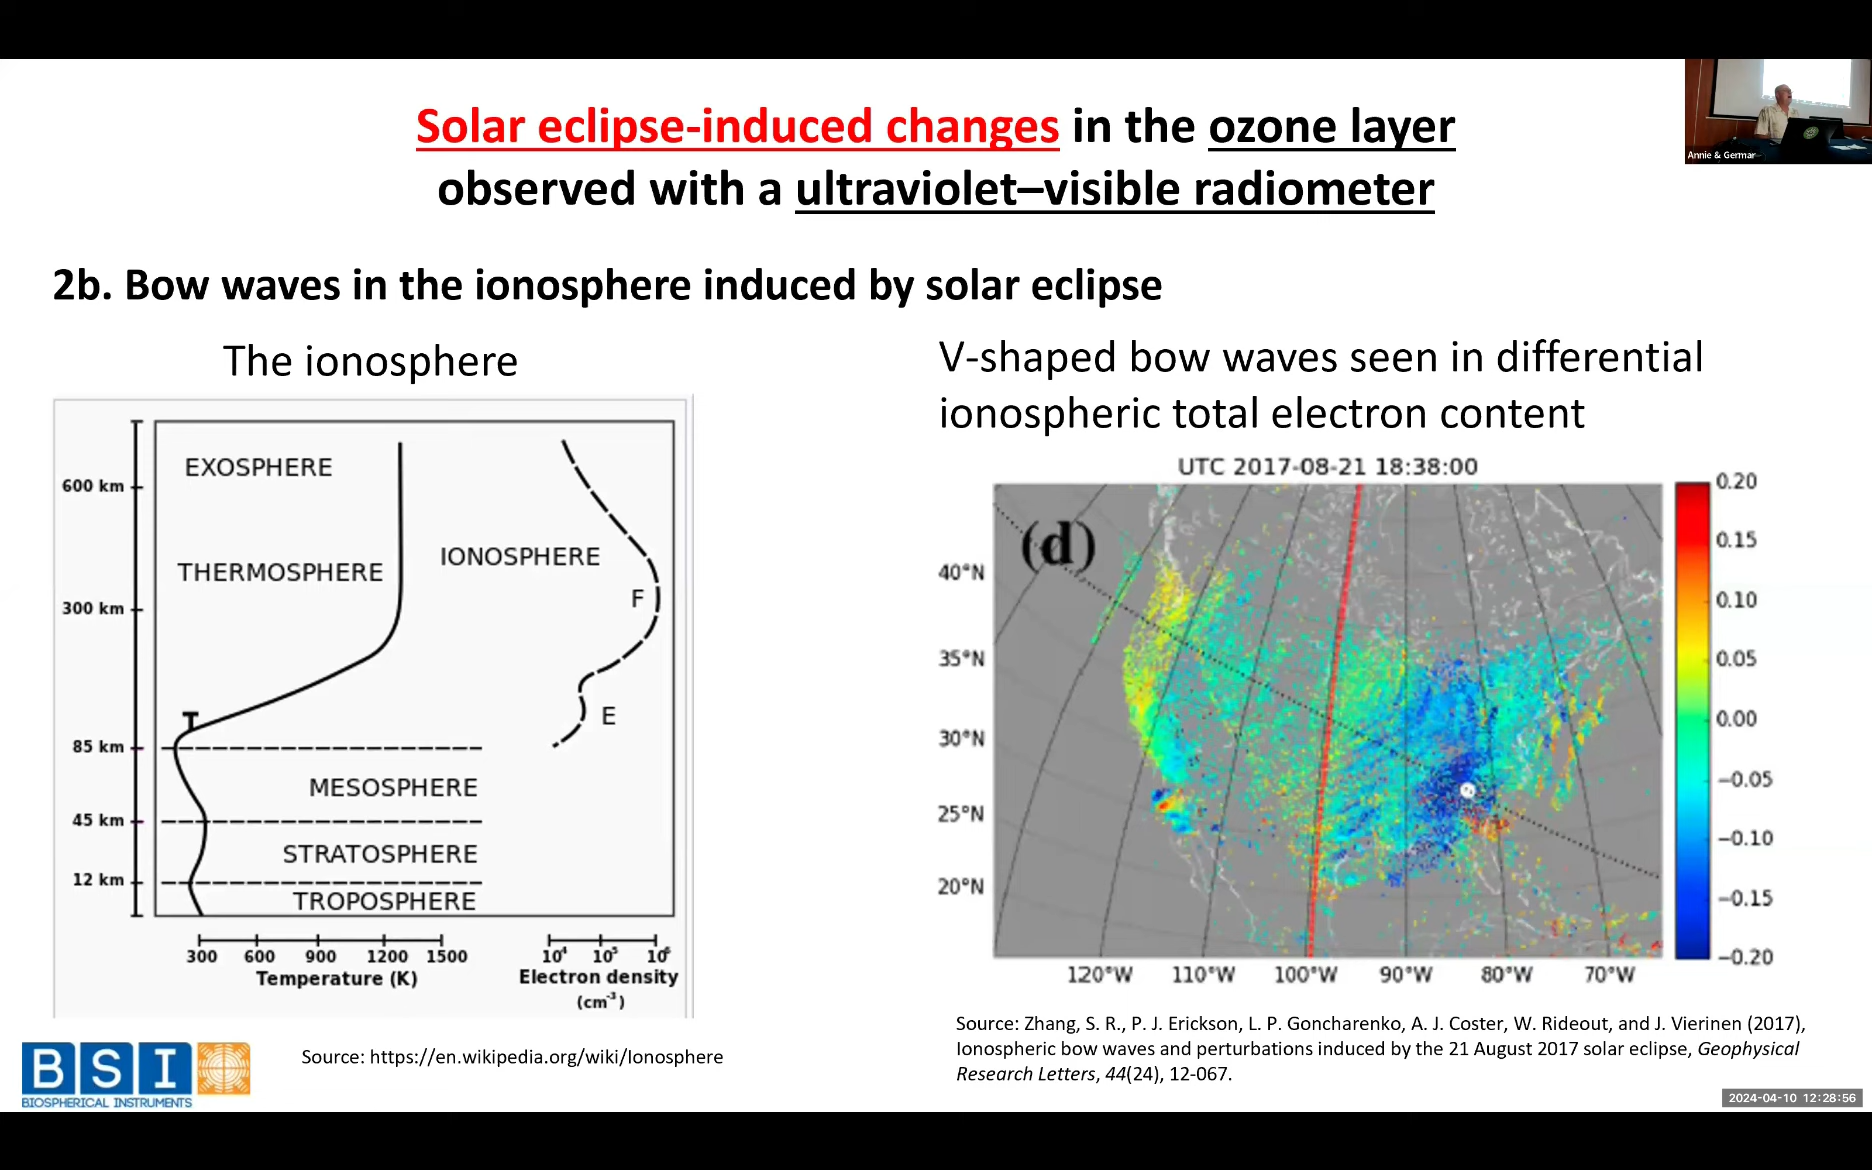 Solar eclipse-induced changes in the ozone layer
observed with a ultraviolet–visible radiometer
Annie & Germar
2b. Bow waves in the ionosphere induced by solar eclipse
The ionosphere
EXOSPHERE
600 km
IONOSPHERE
THERMOSPHERE
F
300 km
E
T
85 km
MESOSPHERE
45 km
STRATOSPHERE
12 km
TROPOSPHERE
300 600 900 1200 1500
Temperature (K)
10⁴ 10⁵ 10⁶
Electron density
(cm⁻³)
Source: https://en.wikipedia.org/wiki/Ionosphere
V-shaped bow waves seen in differential
ionospheric total electron content
UTC 2017-08-21 18:38:00
(d)
40°N
35°N
30°N
25°N
20°N
120°W 110°W 100°W 90°W 80°W 70°W
0.20
0.15
0.10
0.05
0.00
−0.05
−0.10
−0.15
−0.20
Source: Zhang, S. R., P. J. Erickson, L. P. Goncharenko, A. J. Coster, W. Rideout, and J. Vierinen (2017),
Ionospheric bow waves and perturbations induced by the 21 August 2017 solar eclipse, Geophysical
Research Letters, 44(24), 12-067.
BSI
BIOSPHERICAL INSTRUMENTS
2024-04-10 12:28:56